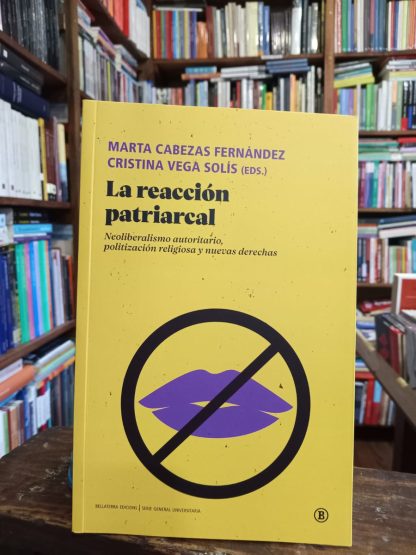 MARTA CABEZAS FERNÁNDEZ
CRISTINA VEGA SOLÍS (EDS.)
La reacción
patriarcal
Neoliberalismo autoritario,
politización religiosa y nuevas derechas
BELLATERRA EDICIONS | SERIE GENERAL UNIVERSITARIA
B